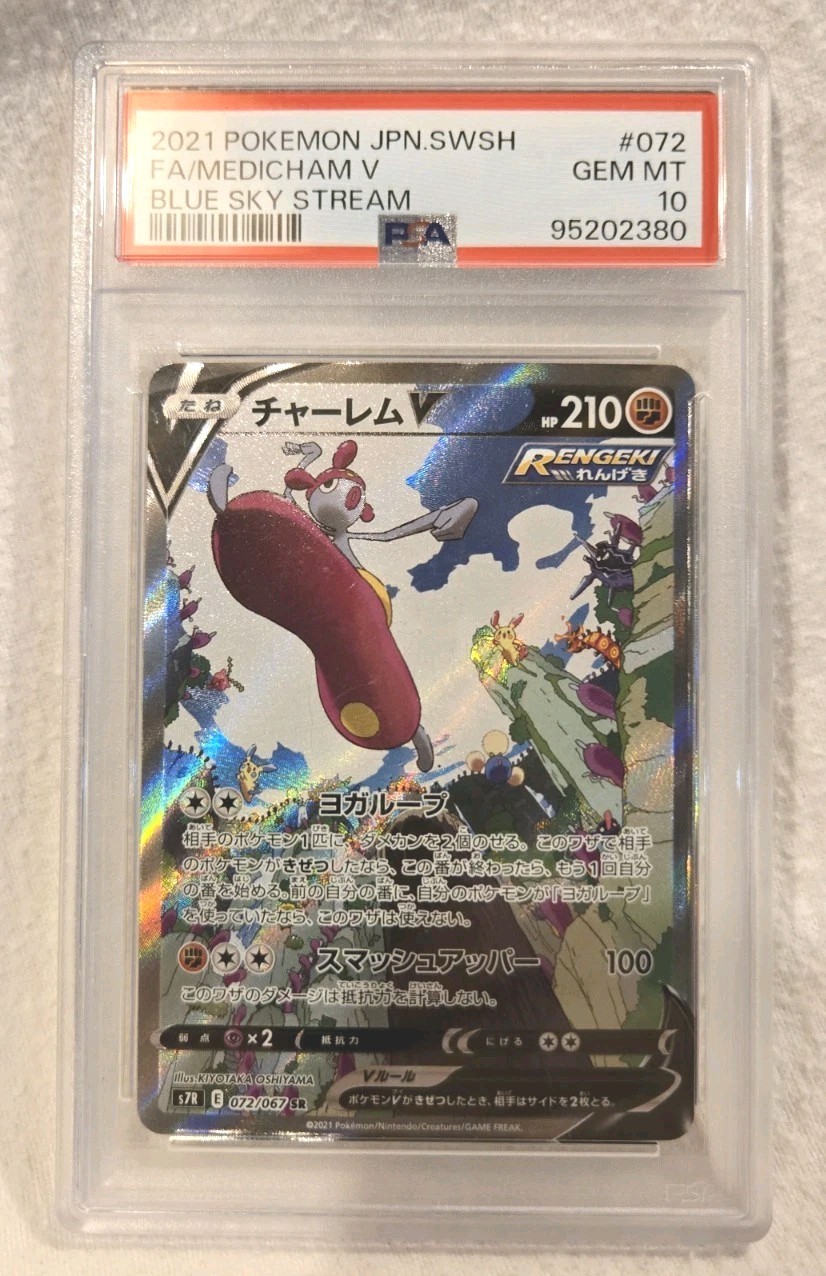 2021 POKEMON JPN.SWSH #072
FA/MEDICHAM V GEM MT
BLUE SKY STREAM 10
PSA 95202380
たね チャーレムV HP 210
RENGEKI
れんげき
ヨガループ
相手のポケモン1匹に、ダメカンを2個のせる。このワザで相手
のポケモンがきぜつしたなら、この番が終わったら、もう1回自分
の番を始める。前の自分の番に、自分のポケモンが「ヨガループ」
を使っていたなら、このワザは使えない。
スマッシュアッパー 100
このワザのダメージは抵抗力を計算しない。
弱点 ×2 抵抗力 にげる
Illus. KIYOTAKA OSHIYAMA
Vルール
ポケモンVがきぜつしたとき、相手はサイドを2枚とる。
s7R E 072/067 SR
©2021 Pokémon/Nintendo/Creatures/GAME FREAK.